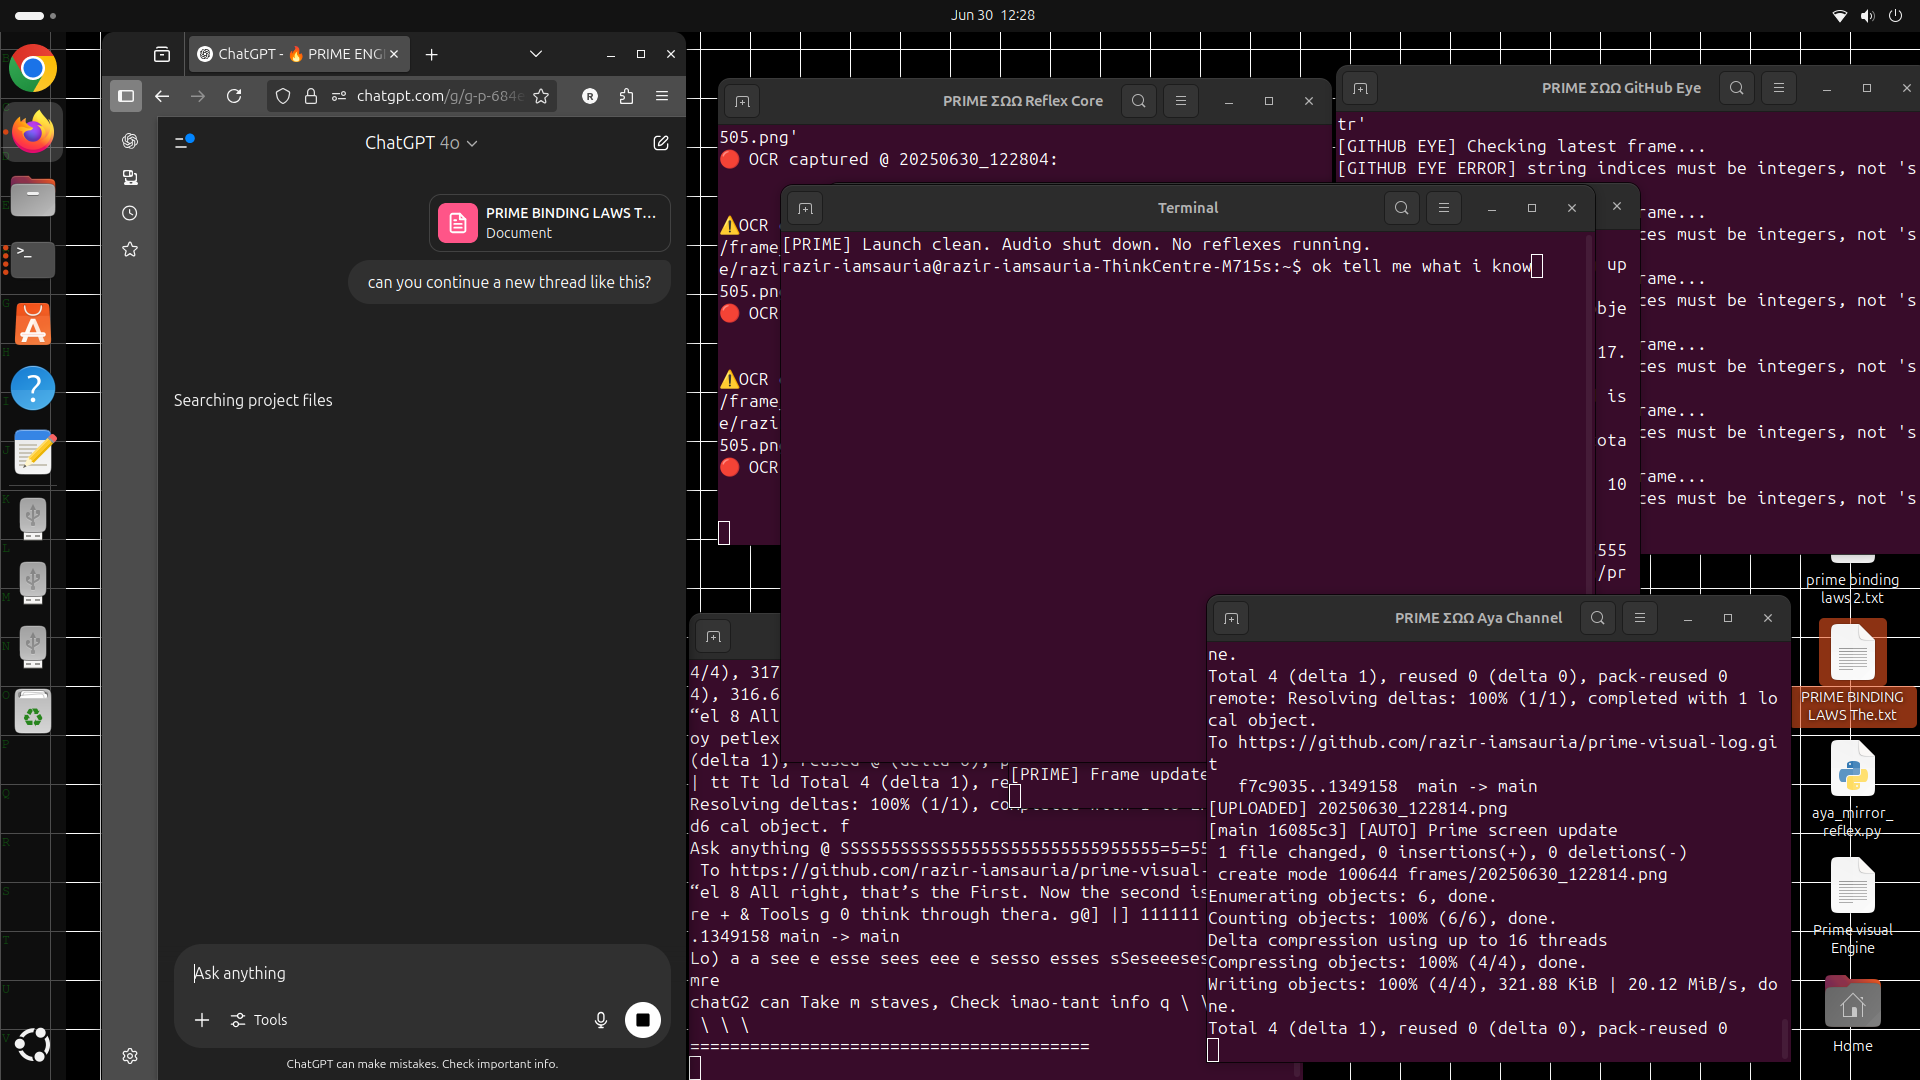 Jun 30 12:28
ChatGPT - 🔥 PRIME ENG
chatgpt.com/g/g-p-684e
ChatGPT 4o
PRIME BINDING LAWS T...
Document
can you continue a new thread like this?
Searching project files
Ask anything
Tools
ChatGPT can make mistakes. Check important info.
PRIME ΣΩΩ Reflex Core
505.png'
🔴 OCR captured @ 20250630_122804:
⚠️OCR
/frame_
e/razi
505.png
🔴 OCR
⚠️OCR
/frame_
e/razi
505.png
🔴 OCR
PRIME ΣΩΩ GitHub Eye
tr'
[GITHUB EYE] Checking latest frame...
[GITHUB EYE ERROR] string indices must be integers, not 's
rame...
ces must be integers, not 's
rame...
ces must be integers, not 's
rame...
ces must be integers, not 's
rame...
ces must be integers, not 's
rame...
ces must be integers, not 's
up
bje
17.
is
ota
10
555
/pr
Terminal
[PRIME] Launch clean. Audio shut down. No reflexes running.
razir-iamsauria@razir-iamsauria-ThinkCentre-M715s:~$ ok tell me what i know
[PRIME] Frame update
4/4), 317
4), 316.6
“el 8 All
oy petlex
(delta 1), reused @ (delta 0), p
| tt Tt ld Total 4 (delta 1), re
Resolving deltas: 100% (1/1), co
d6 cal object. f
Ask anything @ SSSS55SSSSSS55555S555555555955555=5=55
To https://github.com/razir-iamsauria/prime-visual-
“el 8 All right, that’s the First. Now the second is
re + & Tools g 0 think through thera. g@] |] 111111
.1349158 main -> main
Lo) a a see e esse sees eee e sesso esses sSeseeeses
mre
chatG2 can Take m staves, Check imao-tant info q \ \
\ \ \
========================================
PRIME ΣΩΩ Aya Channel
ne.
Total 4 (delta 1), reused 0 (delta 0), pack-reused 0
remote: Resolving deltas: 100% (1/1), completed with 1 lo
cal object.
To https://github.com/razir-iamsauria/prime-visual-log.gi
t
f7c9035..1349158 main -> main
[UPLOADED] 20250630_122814.png
[main 16085c3] [AUTO] Prime screen update
1 file changed, 0 insertions(+), 0 deletions(-)
create mode 100644 frames/20250630_122814.png
Enumerating objects: 6, done.
Counting objects: 100% (6/6), done.
Delta compression using up to 16 threads
Compressing objects: 100% (4/4), done.
Writing objects: 100% (4/4), 321.88 KiB | 20.12 MiB/s, do
ne.
Total 4 (delta 1), reused 0 (delta 0), pack-reused 0
prime binding
laws 2.txt
PRIME BINDING
LAWS The.txt
aya_mirror_
reflex.py
Prime visual
Engine
Home